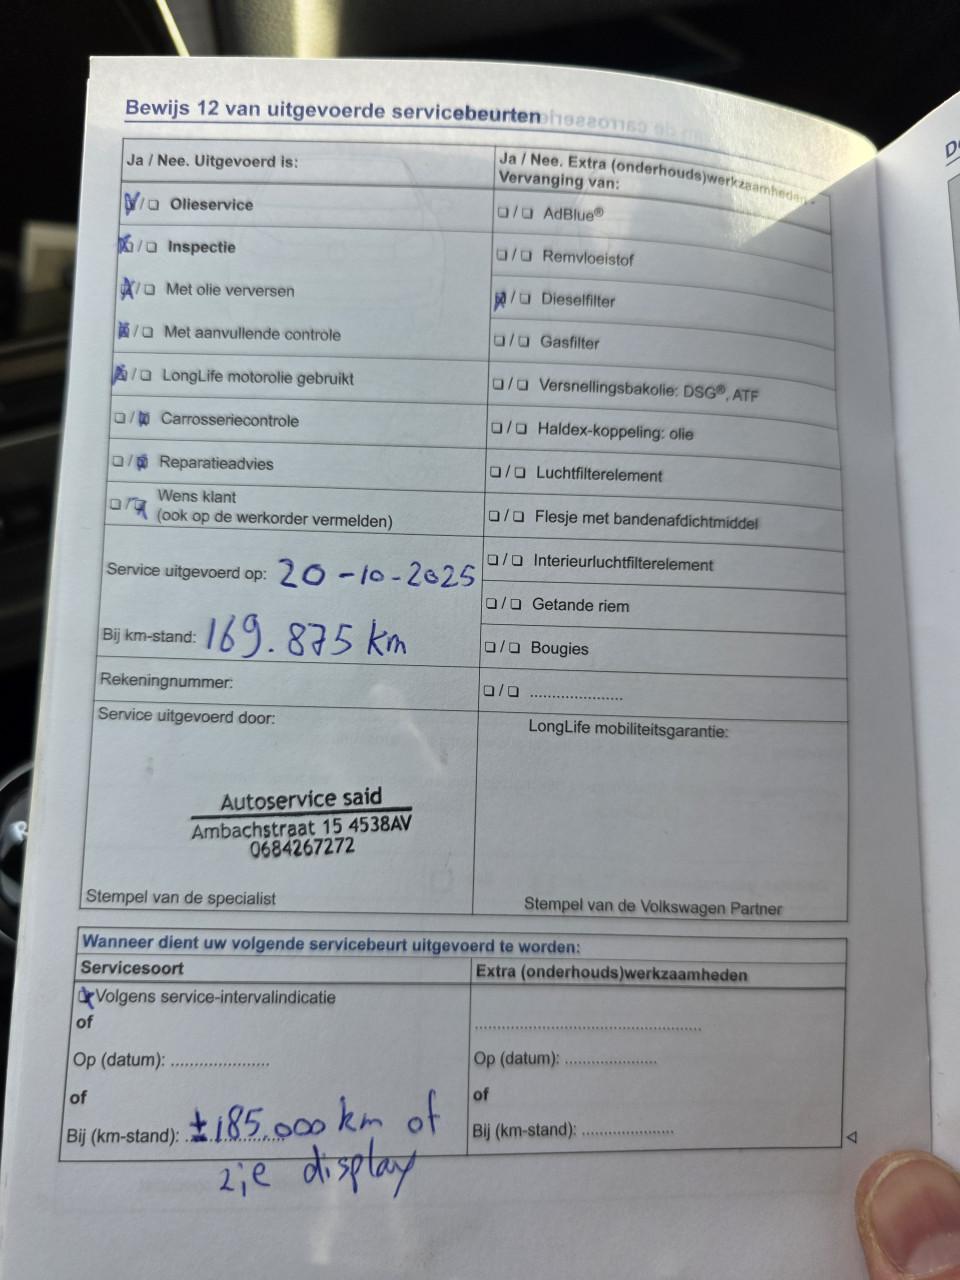 Bewijs 12 van uitgevoerde servicebeurten
Ja / Nee. Uitgevoerd is:
☒/☐ Olieservice
☒/☐ Inspectie
☒/☐ Met olie verversen
☒/☐ Met aanvullende controle
☒/☐ LongLife motorolie gebruikt
☐/☒ Carrosseriecontrole
☐/☒ Reparatieadvies
☐/☒ Wens klant
(ook op de werkorder vermelden)
Service uitgevoerd op: 20-10-2025
Bij km-stand: 169.875 km
Rekeningnummer:
Service uitgevoerd door:
Autoservice said
Ambachstraat 15 4538AV
0684267272
Stempel van de specialist
Ja / Nee. Extra (onderhouds)werkzaamheden -
Vervanging van:
☐/☐ AdBlue®
☐/☐ Remvloeistof
☒/☐ Dieselfilter
☐/☐ Gasfilter
☐/☐ Versnellingsbakolie: DSG®, ATF
☐/☐ Haldex-koppeling: olie
☐/☐ Luchtfilterelement
☐/☐ Flesje met bandenafdichtmiddel
☐/☐ Interieurluchtfilterelement
☐/☐ Getande riem
☐/☐ Bougies
☐/☐ .....................
LongLife mobiliteitsgarantie:
Stempel van de Volkswagen Partner
Wanneer dient uw volgende servicebeurt uitgevoerd te worden:
Servicesoort
☒ Volgens service-intervalindicatie
of
Op (datum): ......................
of
Bij (km-stand): ± 185.000 km of
zie display
Extra (onderhouds)werkzaamheden
..................................................
Op (datum): .....................
of
Bij (km-stand): .....................